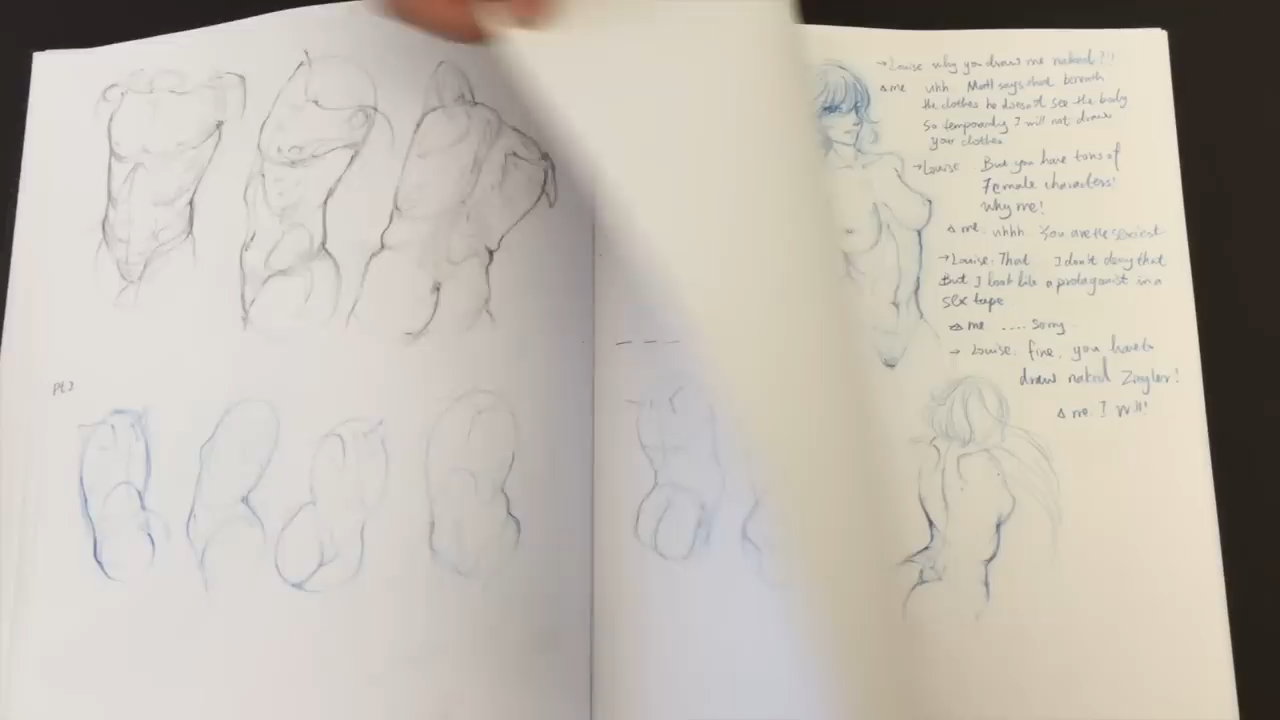 Pt2
→ Louise why you draw me naked?!!
△ me uhh Matt says that beneath
the clothes he doesn't see the body
So temporarily I will not draw
your clothes.
→ Louise But you have tons of
Female characters!
why me!
△ me: uhhh You are the sexiest
→ Louise: That I don't deny that
But I look like a protagonist in a
sex tape
△ me .... Sorry
→ Louise: fine, you have to
draw naked Ziegler!
△ me: I will!